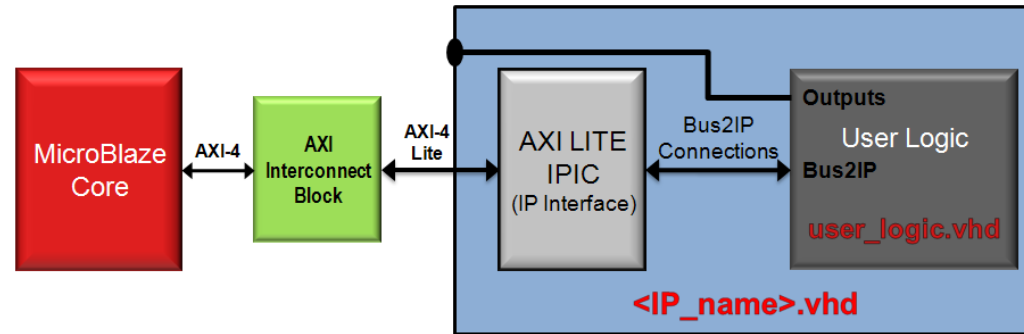 MicroBlaze
Core
AXI-4
AXI
Interconnect
Block
AXI-4
Lite
AXI LITE
IPIC
(IP Interface)
Bus2IP
Connections
Outputs
User Logic
Bus2IP
user_logic.vhd
<IP_name>.vhd